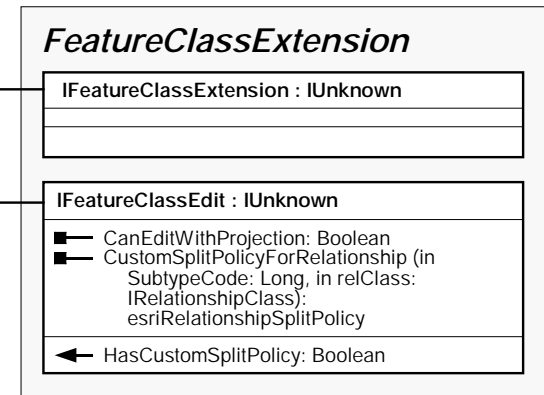 FeatureClassExtension
IFeatureClassExtension : IUnknown
IFeatureClassEdit : IUnknown
CanEditWithProjection: Boolean
CustomSplitPolicyForRelationship (in
SubtypeCode: Long, in relClass:
IRelationshipClass):
esriRelationshipSplitPolicy
HasCustomSplitPolicy: Boolean